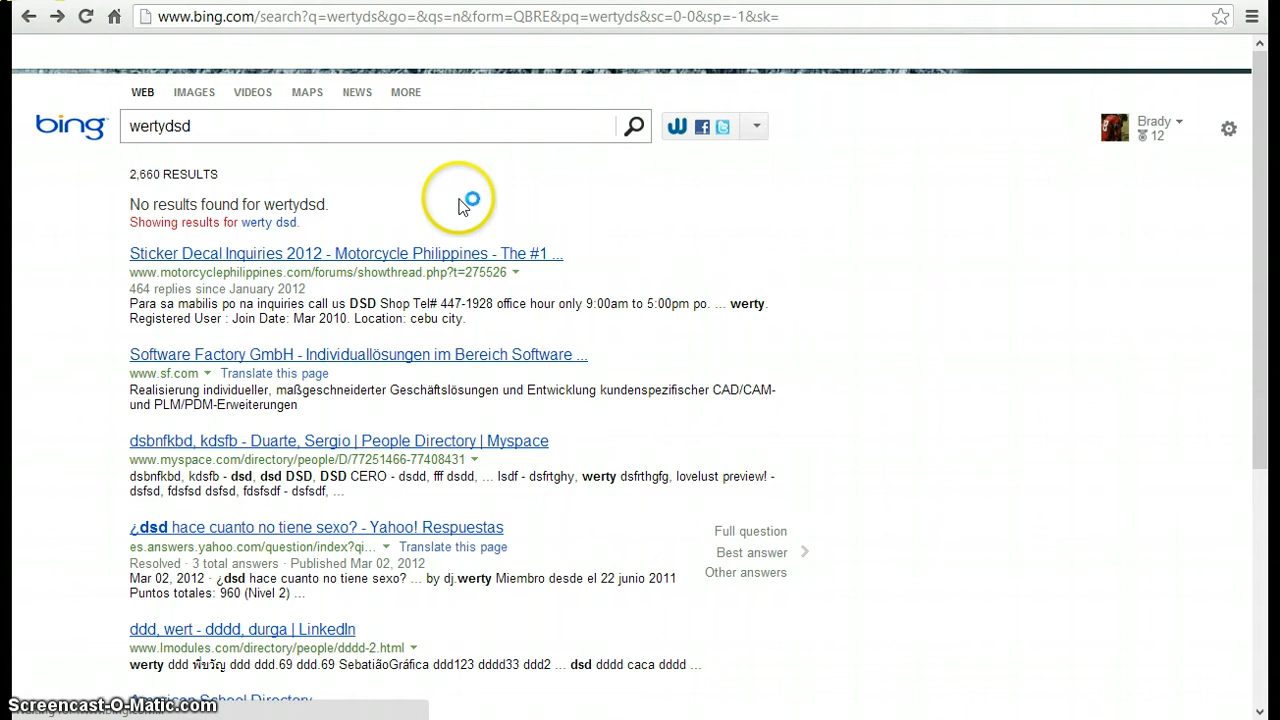 www.bing.com/search?q=wertyds&go=&qs=n&form=QBRE&pq=wertyds&sc=0-0&sp=-1&sk=
WEB IMAGES VIDEOS MAPS NEWS MORE
bing wertydsd Brady
12
2,660 RESULTS
No results found for wertydsd.
Showing results for werty dsd.
Sticker Decal Inquiries 2012 - Motorcycle Philippines - The #1 ...
www.motorcyclephilippines.com/forums/showthread.php?t=275526
464 replies since January 2012
Para sa mabilis po na inquiries call us DSD Shop Tel# 447-1928 office hour only 9:00am to 5:00pm po. ... werty.
Registered User : Join Date: Mar 2010. Location: cebu city.
Software Factory GmbH - Individuallösungen im Bereich Software ...
www.sf.com Translate this page
Realisierung individueller, maßgeschneiderter Geschäftslösungen und Entwicklung kundenspezifischer CAD/CAM-
und PLM/PDM-Erweiterungen
dsbnfkbd, kdsfb - Duarte, Sergio | People Directory | Myspace
www.myspace.com/directory/people/D/77251466-77408431
dsbnfkbd, kdsfb - dsd, dsd DSD, DSD CERO - dsdd, fff dsdd, ... lsdf - dsfrtghy, werty dsfrthgfg, lovelust preview! -
dsfsd, fdsfsd dsfsd, fdsfsdf - dsfsdf, ...
¿dsd hace cuanto no tiene sexo? - Yahoo! Respuestas
es.answers.yahoo.com/question/index?qi... Translate this page
Resolved · 3 total answers · Published Mar 02, 2012
Mar 02, 2012 · ¿dsd hace cuanto no tiene sexo? ... by dj.werty Miembro desde el 22 junio 2011
Puntos totales: 960 (Nivel 2) ...
Full question
Best answer
Other answers
ddd, wert - dddd, durga | LinkedIn
www.lmodules.com/directory/people/dddd-2.html
werty ddd พี่ขวัญ ddd ddd.69 ddd.69 SebatiãoGráfica ddd123 dddd33 ddd2 ... dsd dddd caca dddd ...
American School Directory
Screencast-O-Matic.com